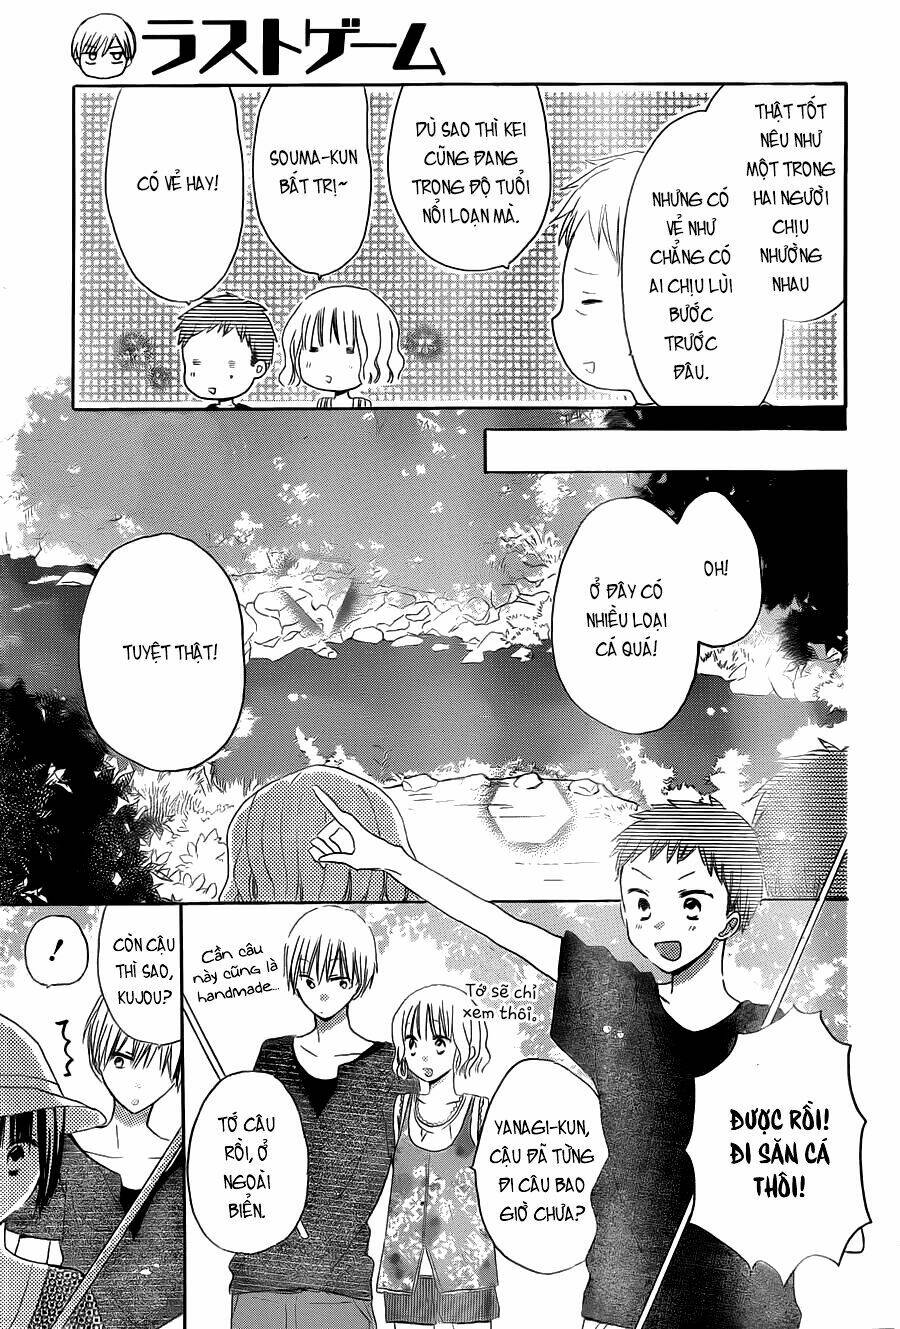 ラストゲーム
THẬT TỐT
NẾU NHƯ
MỘT TRONG
HAI NGƯỜI
CHỊU
NHƯỜNG
NHAU
NHƯNG CÓ
VẺ NHƯ
CHẲNG CÓ
AI CHỊU LÙI
BƯỚC
TRƯỚC
ĐÂU.
DÙ SAO THÌ KEI
CŨNG ĐANG
TRONG ĐỘ TUỔI
NỔI LOẠN MÀ.
SOUMA-KUN
BẤT TRỊ~
CÓ VẺ HAY!
OH!
Ở ĐÂY CÓ
NHIỀU LOẠI
CÁ QUÁ!
TUYỆT THẬT!
ĐƯỢC RỒI!
ĐI SĂN CÁ
THÔI!
Tớ sẽ chỉ
xem thôi.
YANAGI-KUN,
CẬU ĐÃ TỪNG
ĐI CÂU BAO
GIỜ CHƯA?
Cần câu
này cũng là
handmade...
TỚ CÂU
RỒI, Ở
NGOÀI
BIỂN.
CÒN CẬU
THÌ SAO,
KUJOU?
!